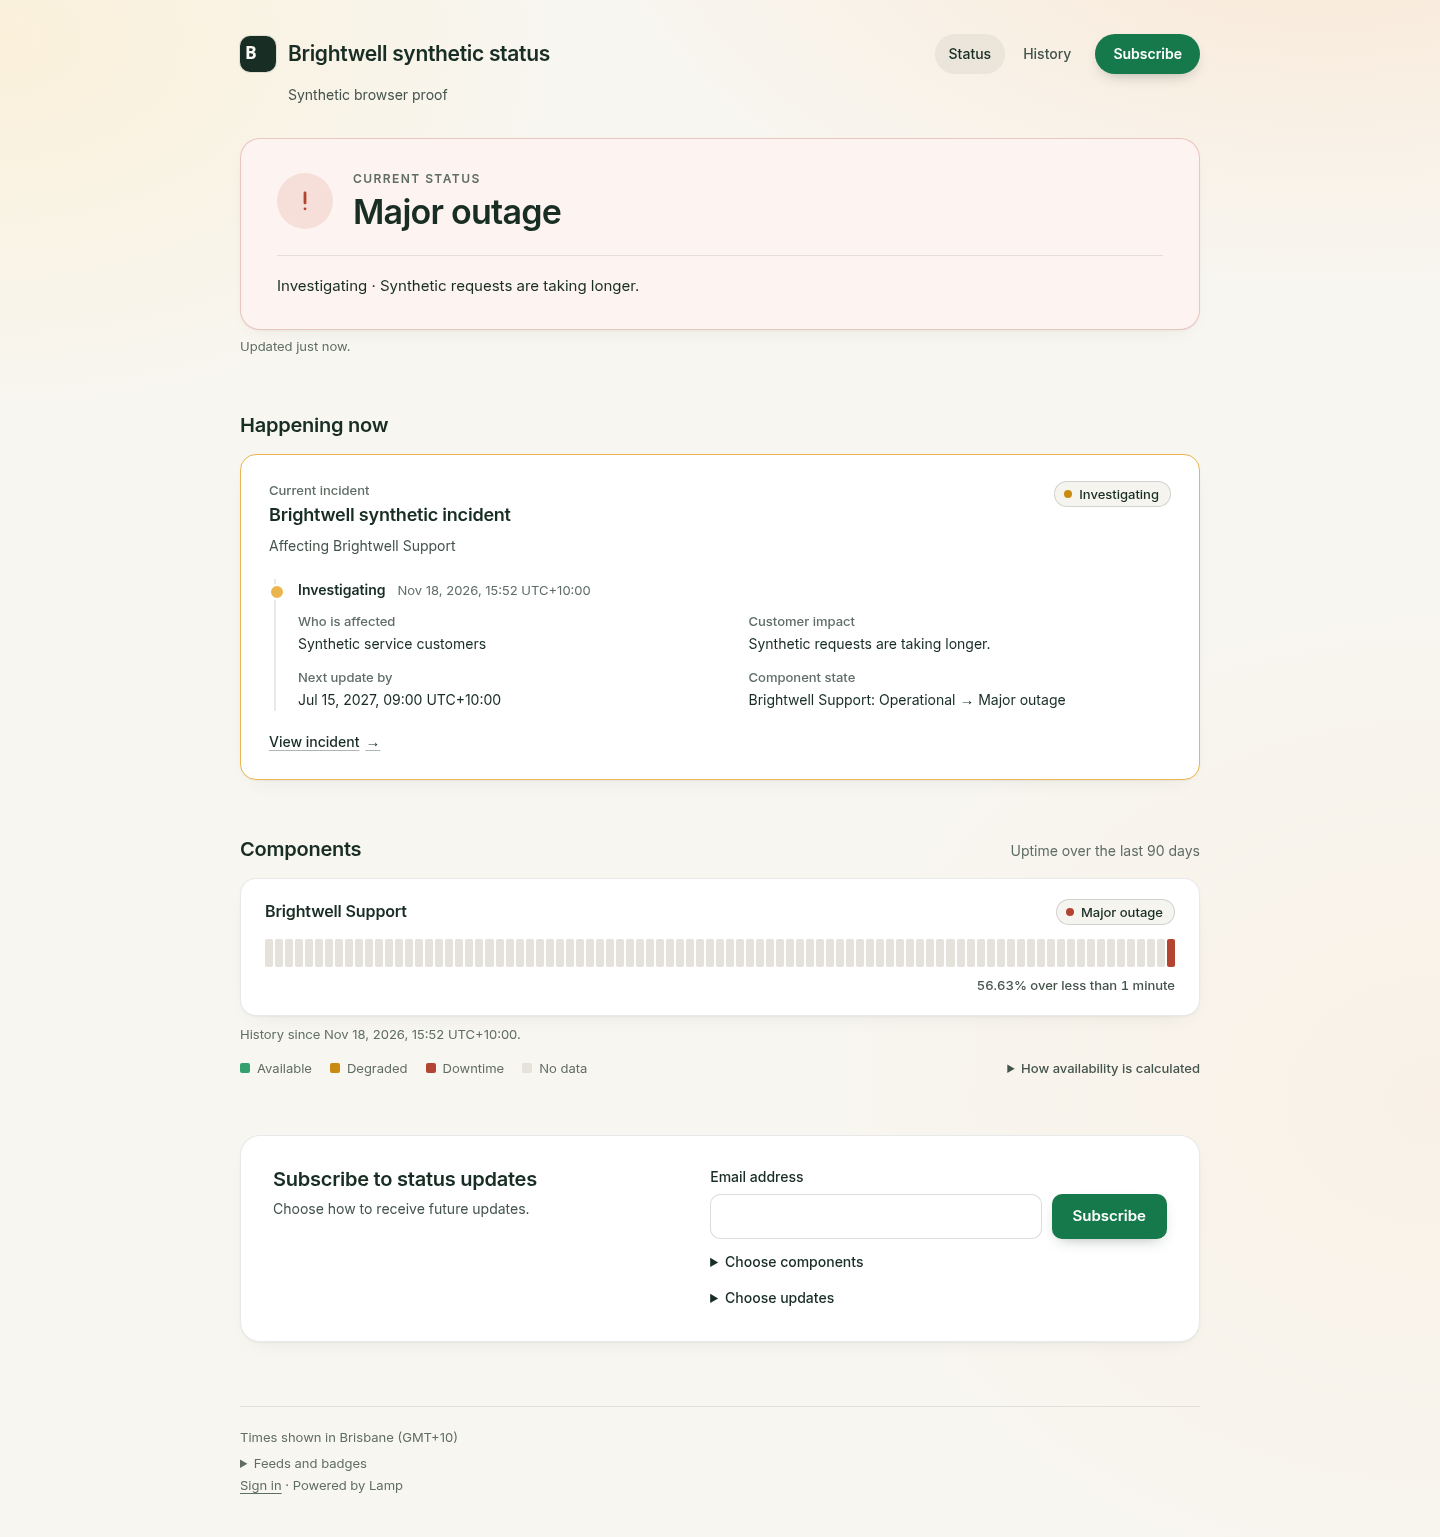 B Brightwell synthetic status Status History Subscribe
Synthetic browser proof
!
CURRENT STATUS
Major outage
Investigating · Synthetic requests are taking longer.
Updated just now.
Happening now
Current incident
Investigating
Brightwell synthetic incident
Affecting Brightwell Support
Investigating Nov 18, 2026, 15:52 UTC+10:00
Who is affected
Synthetic service customers
Customer impact
Synthetic requests are taking longer.
Next update by
Jul 15, 2027, 09:00 UTC+10:00
Component state
Brightwell Support: Operational → Major outage
View incident →
Components
Uptime over the last 90 days
Brightwell Support
Major outage
56.63% over less than 1 minute
History since Nov 18, 2026, 15:52 UTC+10:00.
Available Degraded Downtime No data
▶ How availability is calculated
Subscribe to status updates
Choose how to receive future updates.
Email address
Subscribe
▶ Choose components
▶ Choose updates
Times shown in Brisbane (GMT+10)
▶ Feeds and badges
Sign in · Powered by Lamp